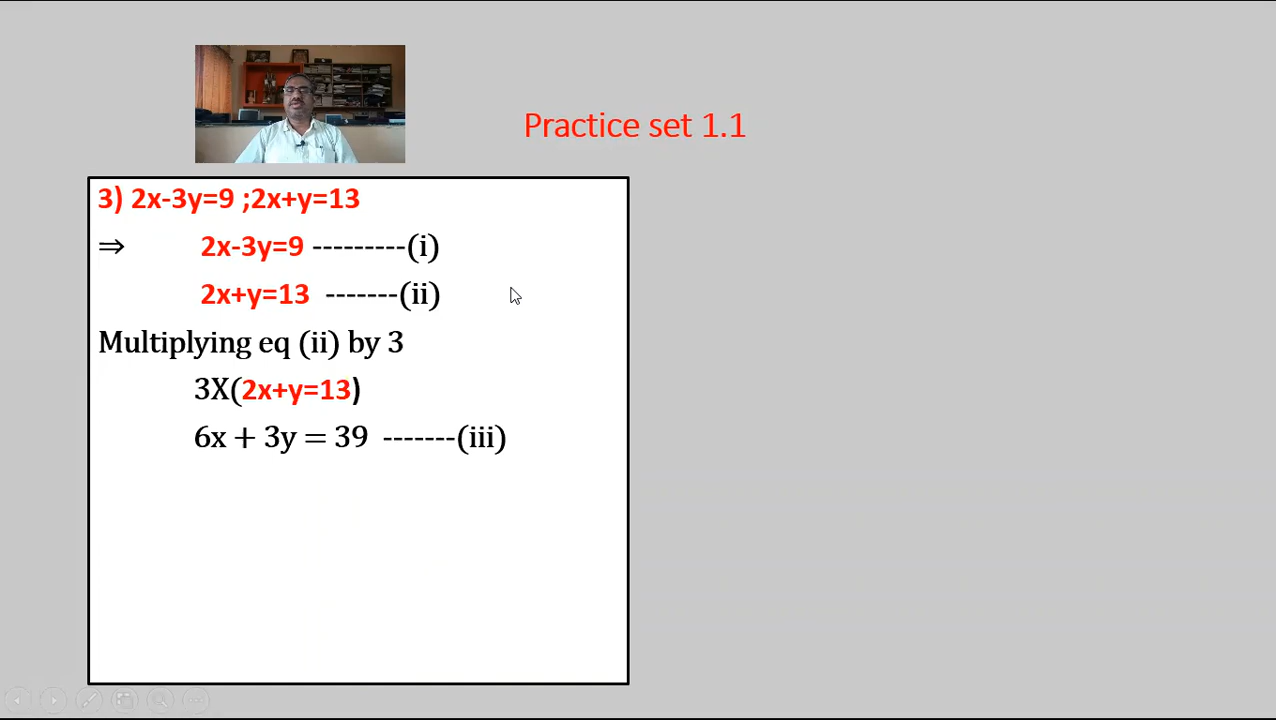 Practice set 1.1
3) 2x-3y=9 ;2x+y=13
⇒ 2x-3y=9 ---------(i)
2x+y=13 -------(ii)
Multiplying eq (ii) by 3
3X(2x+y=13)
6x + 3y = 39 -------(iii)